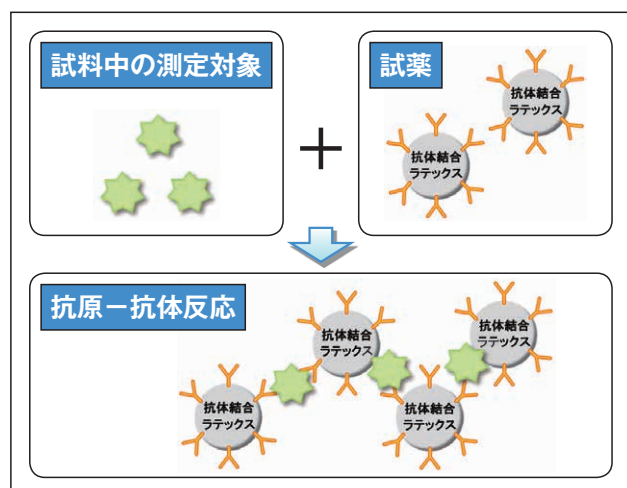 試料中の測定対象
試薬
抗体結合
ラテックス
抗体結合
ラテックス
+
抗原－抗体反応
抗体結合
ラテックス
抗体結合
ラテックス
抗体結合
ラテックス
抗体結合
ラテックス